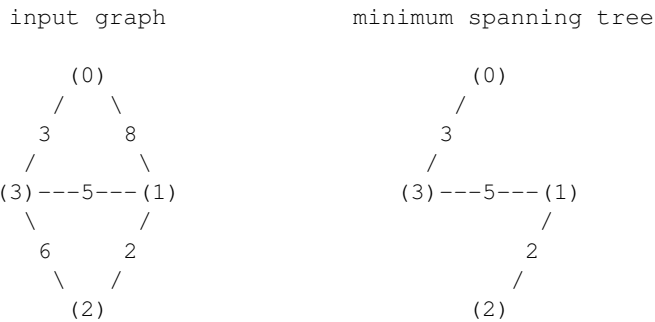 input graph minimum spanning tree
(0) (0)
/ \ /
3 8 3
/ \ /
(3)---5---(1) (3)---5---(1)
\ / /
6 2 2
\ / /
(2) (2)